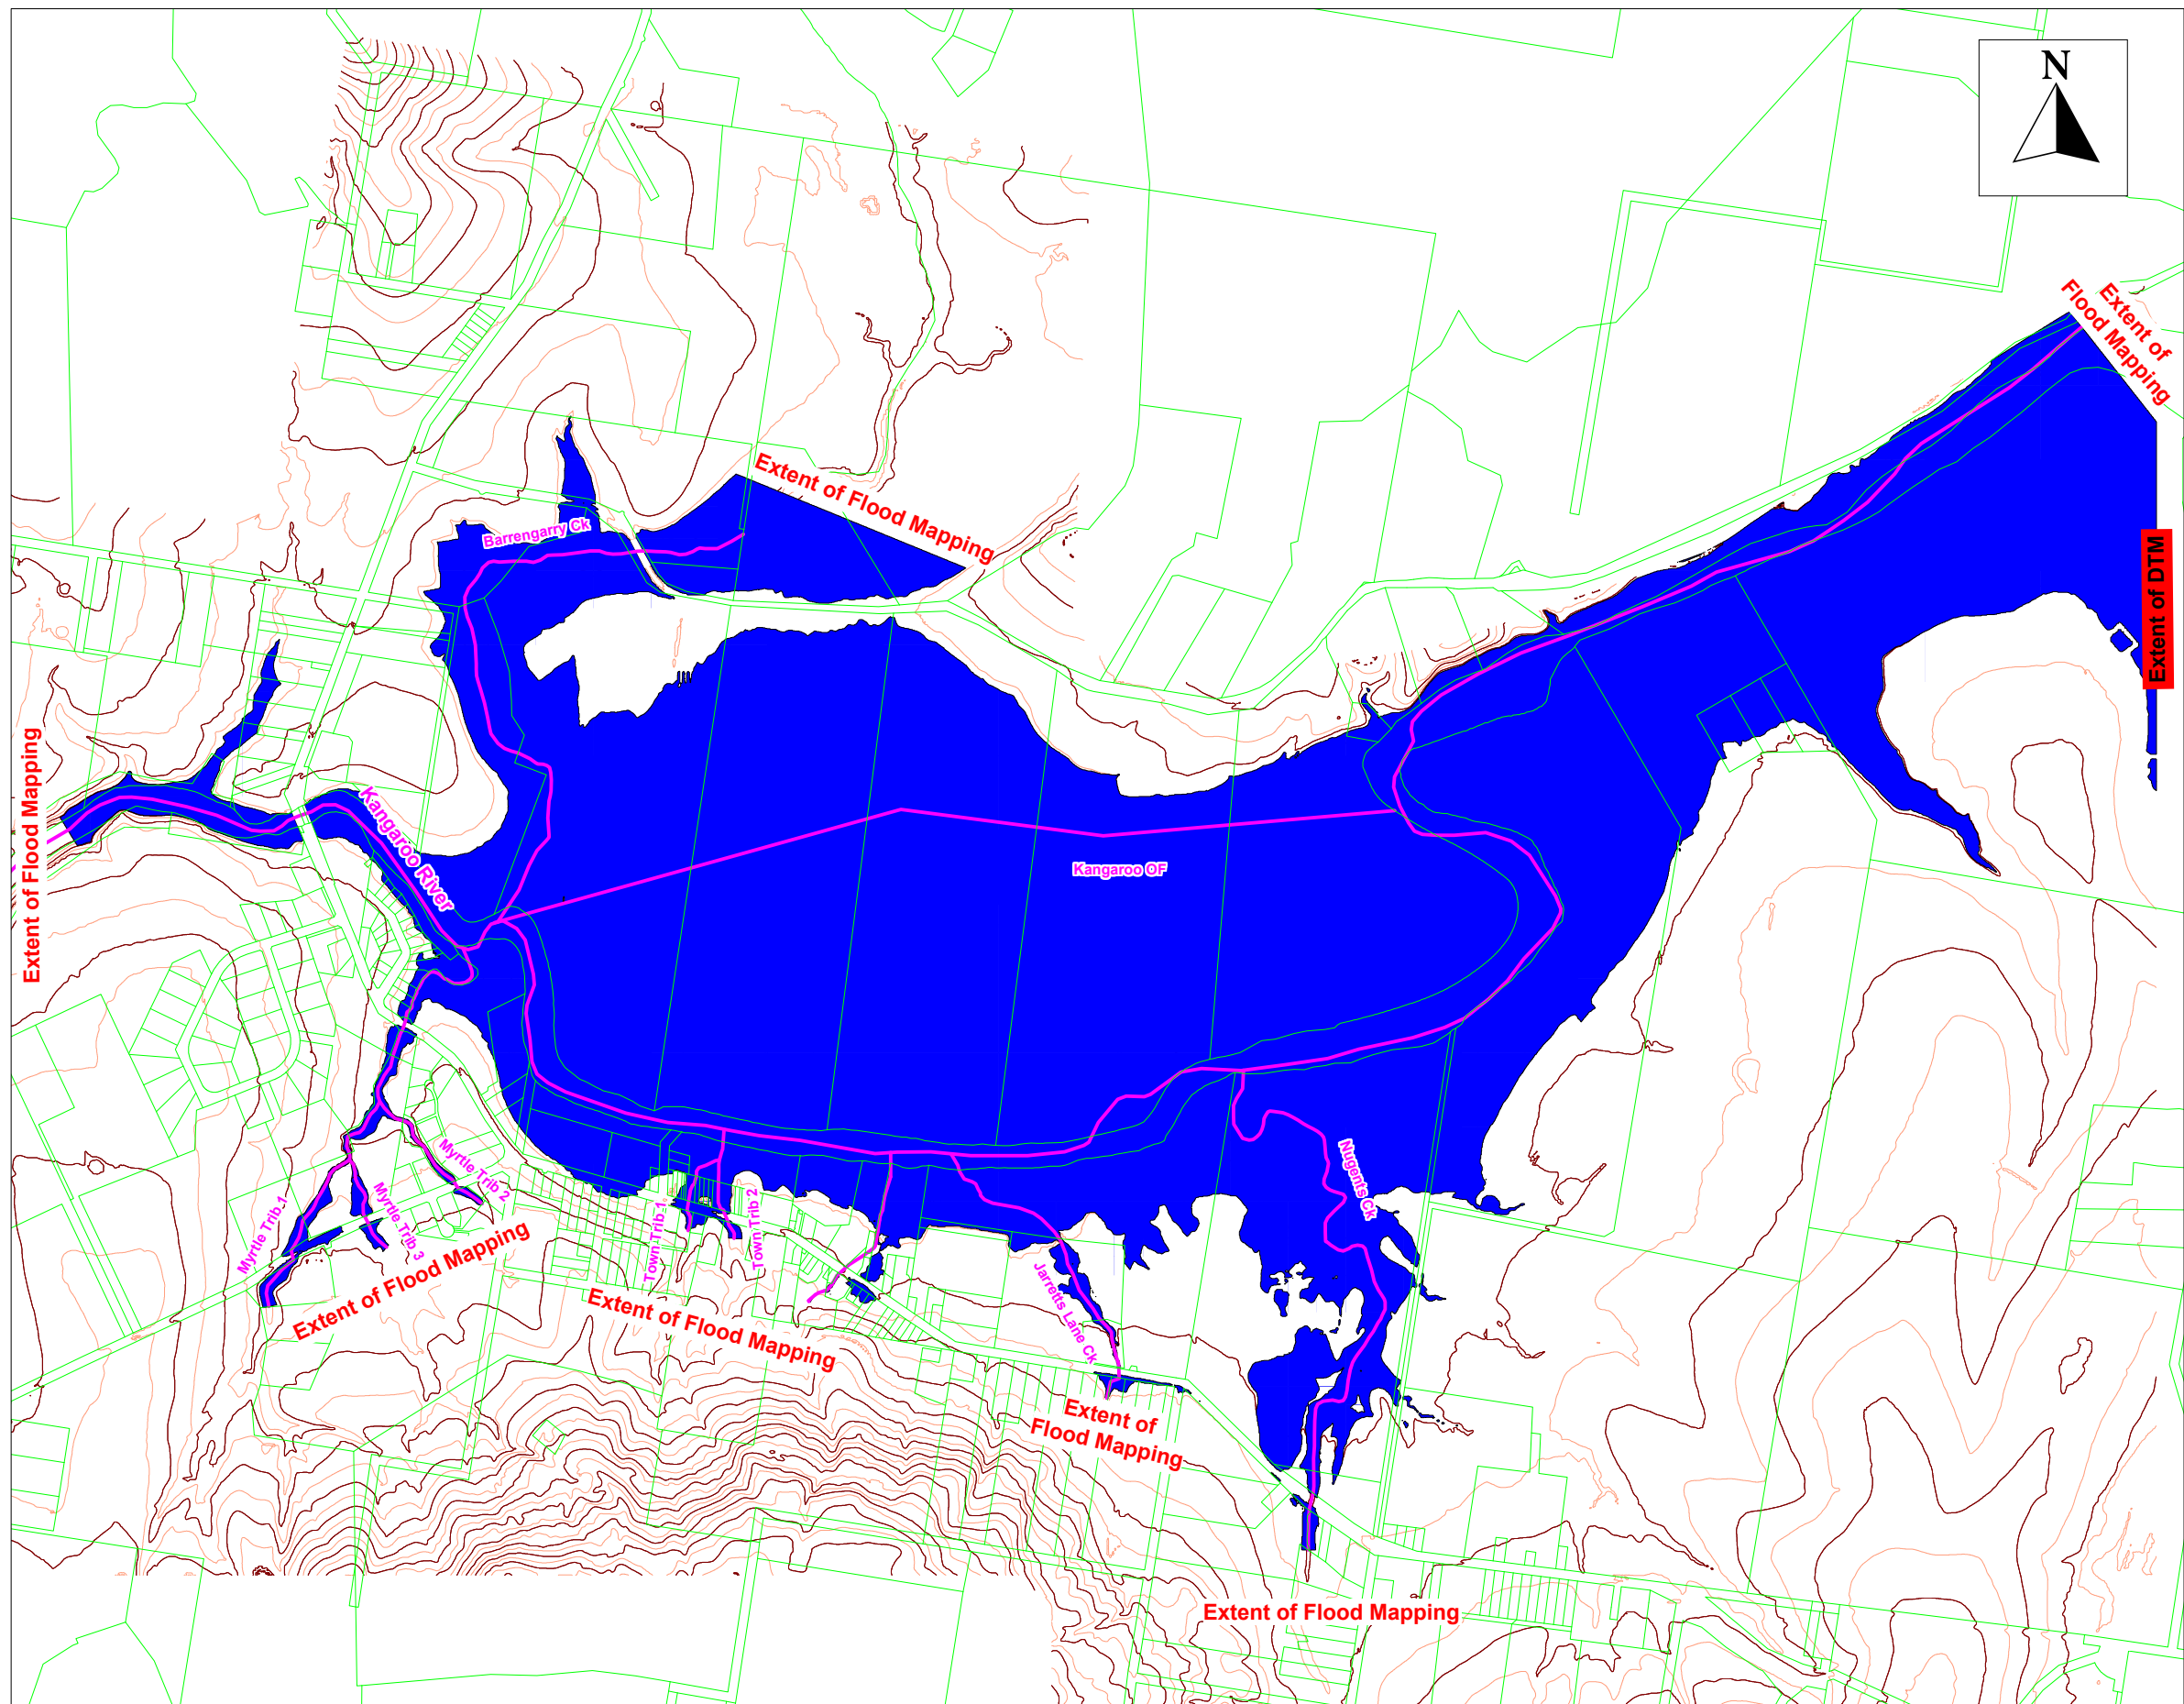 N
Extent of
Flood Mapping
Extent of Flood Mapping
Barrengarry Ck
Extent of DTM
Extent of Flood Mapping
Kangaroo River
Kangaroo OF
Myrtle Trib 2
Nugents Ck
Myrtle Trib 1
Myrtle Trib 3
Town Trib 1
Town Trib 2
Extent of Flood Mapping
Jarretts Lane Ck
Extent of Flood Mapping
Extent of
Flood Mapping
Extent of Flood Mapping